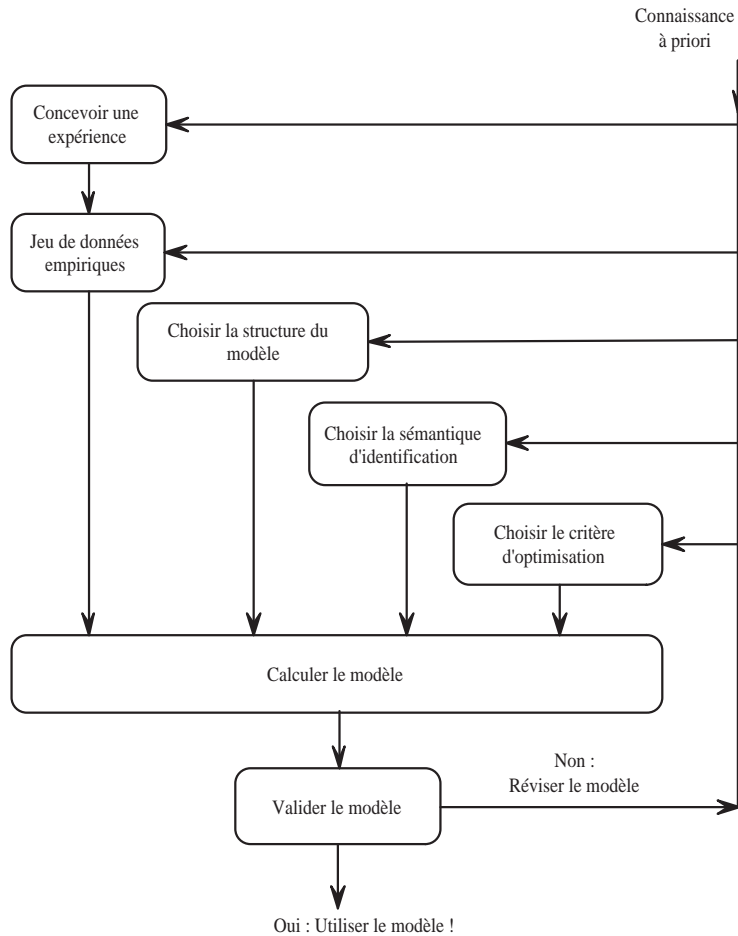 Connaissance
à priori
Concevoir une
expérience
Jeu de données
empiriques
Choisir la structure du
modèle
Choisir la sémantique
d'identification
Choisir le critère
d'optimisation
Calculer le modèle
Non :
Réviser le modèle
Valider le modèle
Oui : Utiliser le modèle !